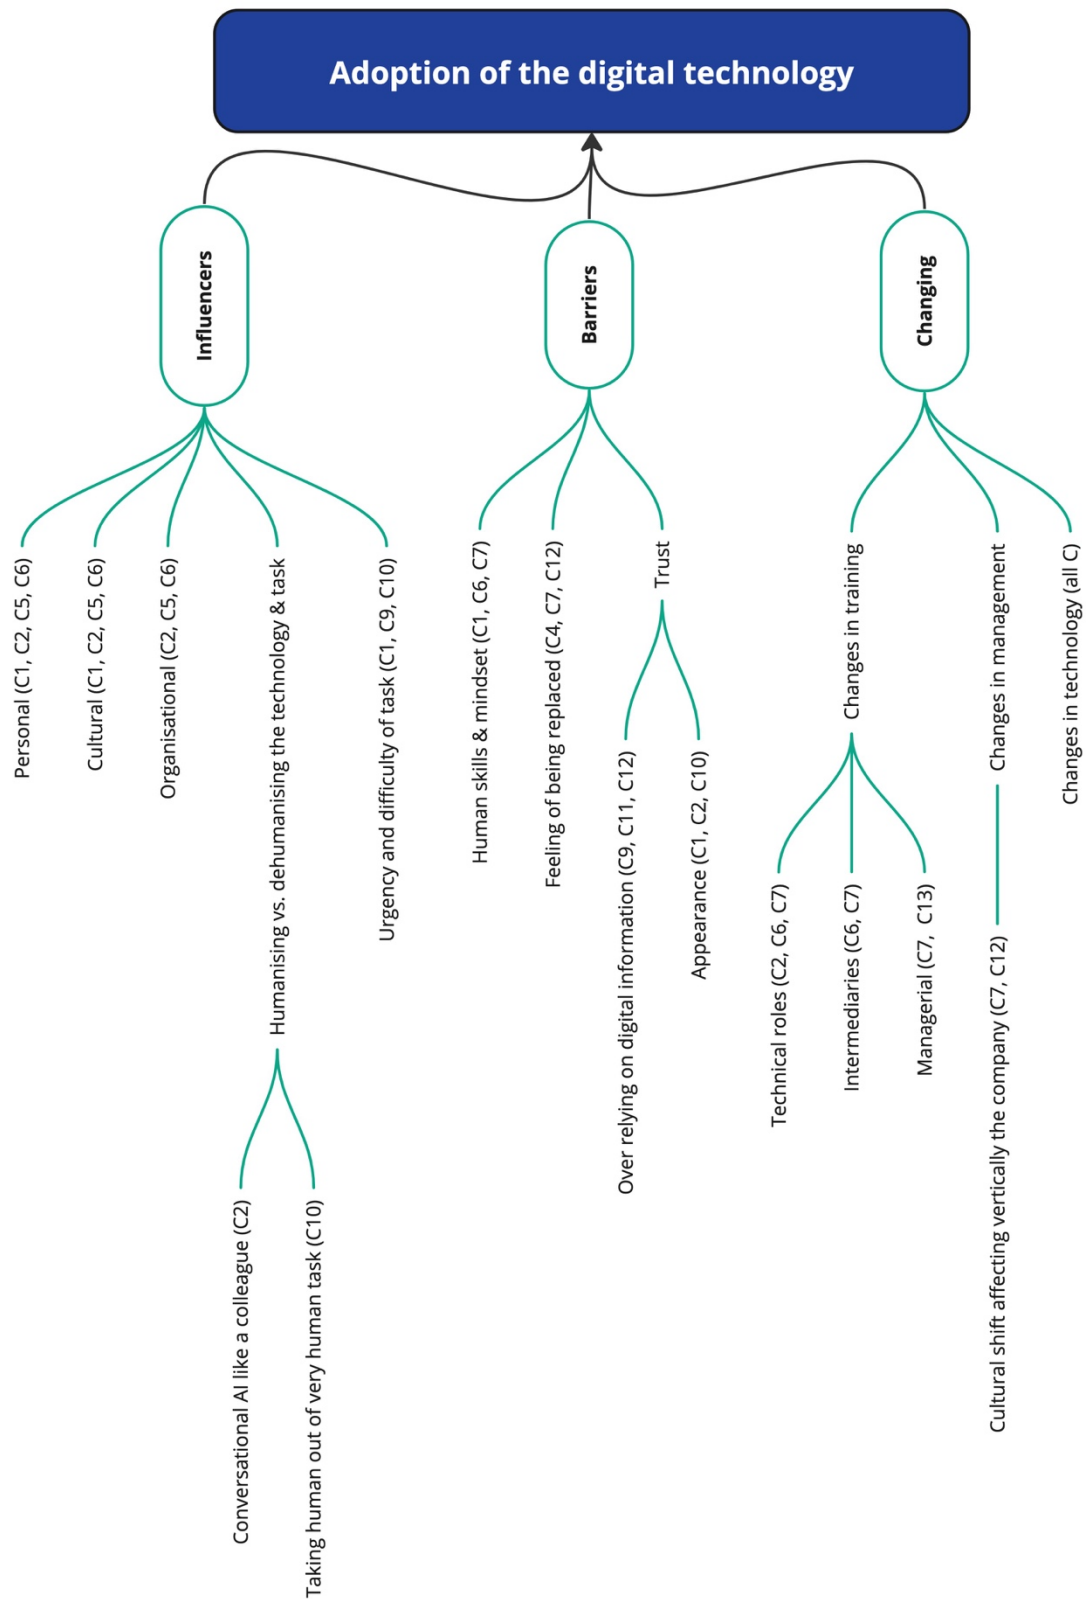 Adoption of the digital technology
Influencers
Personal (C1, C2, C5, C6)
Cultural (C1, C2, C5, C6)
Organisational (C2, C5, C6)
Humanising vs. dehumanising the technology & task
Conversational AI like a colleague (C2)
Taking human out of very human task (C10)
Urgency and difficulty of task (C1, C9, C10)
Barriers
Human skills & mindset (C1, C6, C7)
Feeling of being replaced (C4, C7, C12)
Trust
Over relying on digital information (C9, C11, C12)
Appearance (C1, C2, C10)
Changing
Changes in training
Technical roles (C2, C6, C7)
Intermediaries (C6, C7)
Managerial (C7, C13)
Changes in management
Cultural shift affecting vertically the company (C7, C12)
Changes in technology (all C)